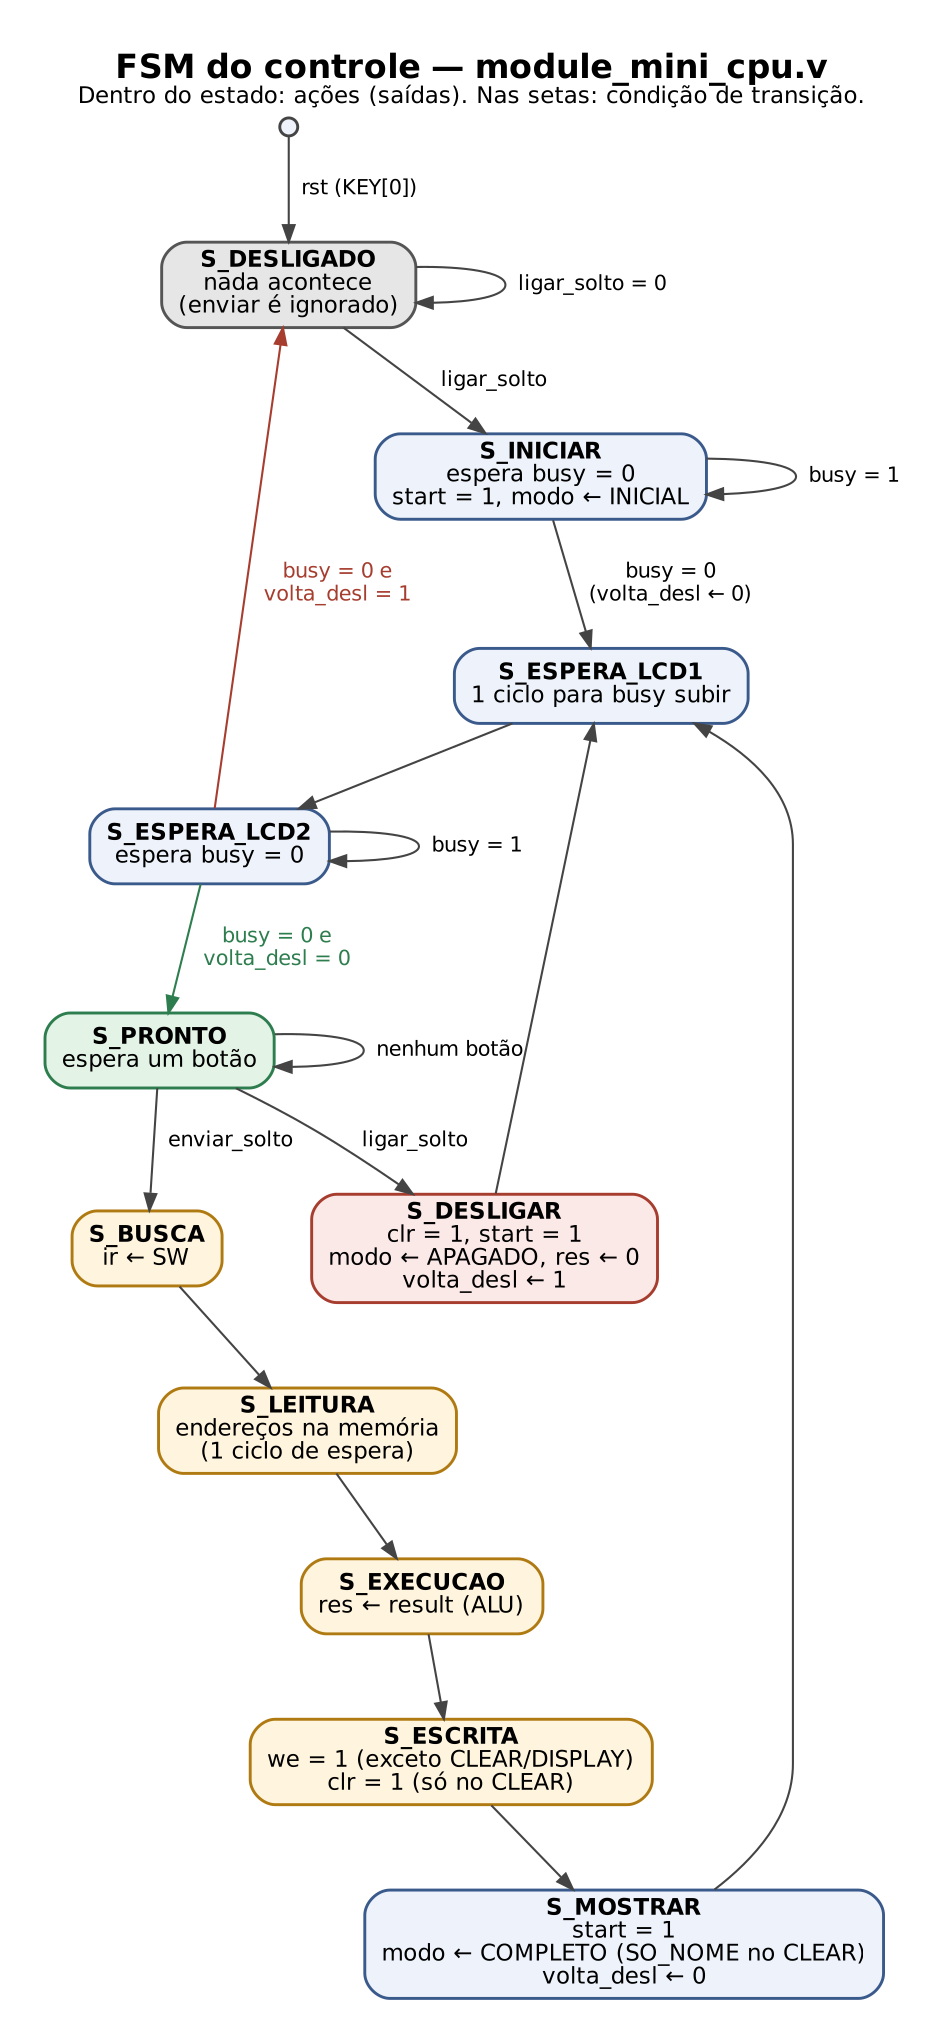 FSM do controle — module_mini_cpu.v
Dentro do estado: ações (saídas). Nas setas: condição de transição.
rst (KEY[0])
S_DESLIGADO
nada acontece
(enviar é ignorado)
ligar_solto = 0
ligar_solto
S_INICIAR
espera busy = 0
start = 1, modo ← INICIAL
busy = 1
busy = 0 e
volta_desl = 1
busy = 0
(volta_desl ← 0)
S_ESPERA_LCD1
1 ciclo para busy subir
S_ESPERA_LCD2
espera busy = 0
busy = 1
busy = 0 e
volta_desl = 0
S_PRONTO
espera um botão
nenhum botão
enviar_solto
ligar_solto
S_BUSCA
ir ← SW
S_DESLIGAR
clr = 1, start = 1
modo ← APAGADO, res ← 0
volta_desl ← 1
S_LEITURA
endereços na memória
(1 ciclo de espera)
S_EXECUCAO
res ← result (ALU)
S_ESCRITA
we = 1 (exceto CLEAR/DISPLAY)
clr = 1 (só no CLEAR)
S_MOSTRAR
start = 1
modo ← COMPLETO (SO_NOME no CLEAR)
volta_desl ← 0